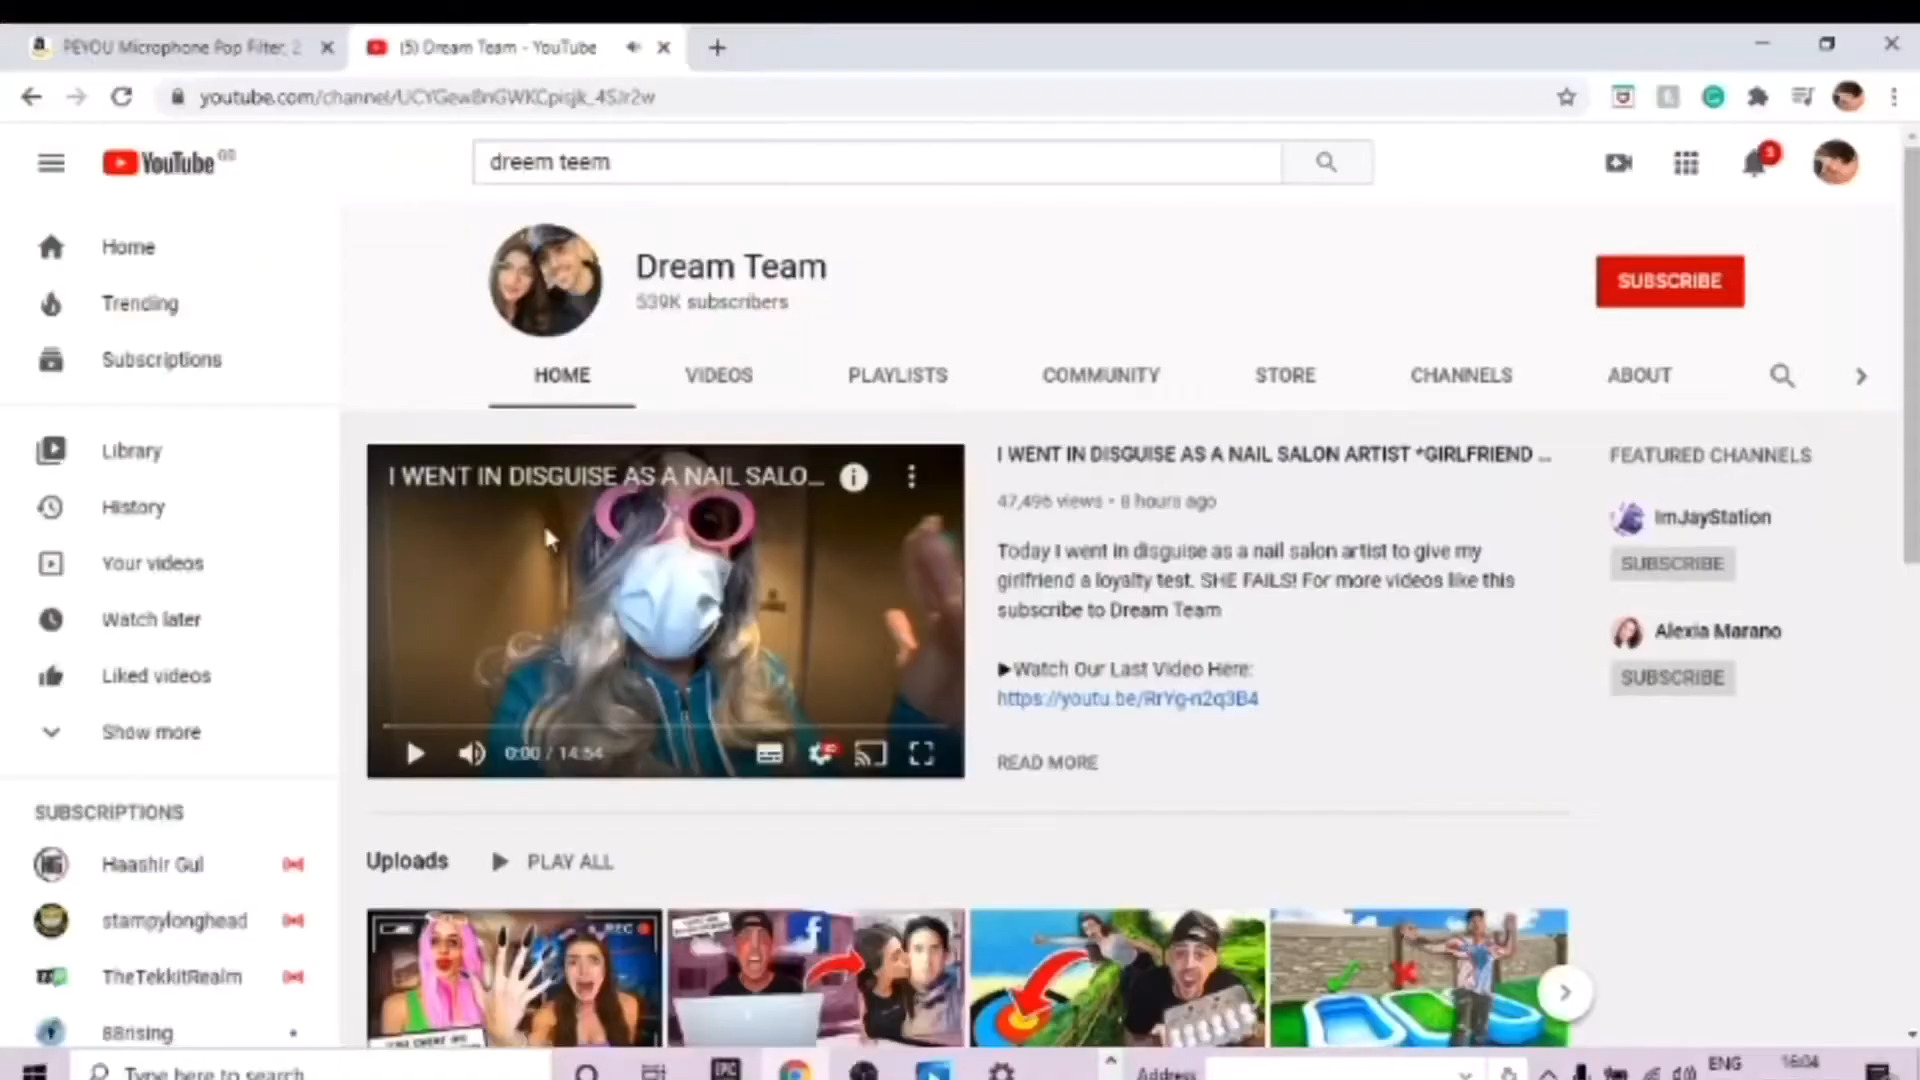 PEYOU Microphone Pop Filter, 2
(5) Dream Team - YouTube
YouTube GB
dreem teem
3
Home
Trending
Subscriptions
Library
History
Your videos
Watch later
Liked videos
Show more
SUBSCRIPTIONS
Haashir Gul
stampylonghead
TheTekkitRealm
88rising
Dream Team
539K subscribers
SUBSCRIBE
HOME
VIDEOS
PLAYLISTS
COMMUNITY
STORE
CHANNELS
ABOUT
I WENT IN DISGUISE AS A NAIL SALO...
0:00 / 14:54
I WENT IN DISGUISE AS A NAIL SALON ARTIST *GIRLFRIEND ...
47,496 views • 8 hours ago
Today I went in disguise as a nail salon artist to give my
girlfriend a loyalty test. SHE FAILS! For more videos like this
subscribe to Dream Team
▶Watch Our Last Video Here:
https://youtu.be/RrYg-n2q3B4
READ MORE
FEATURED CHANNELS
ImJayStation
SUBSCRIBE
Alexia Marano
SUBSCRIBE
Uploads
PLAY ALL
REC
Type here to search
EPIC
Address
ENG
16:04